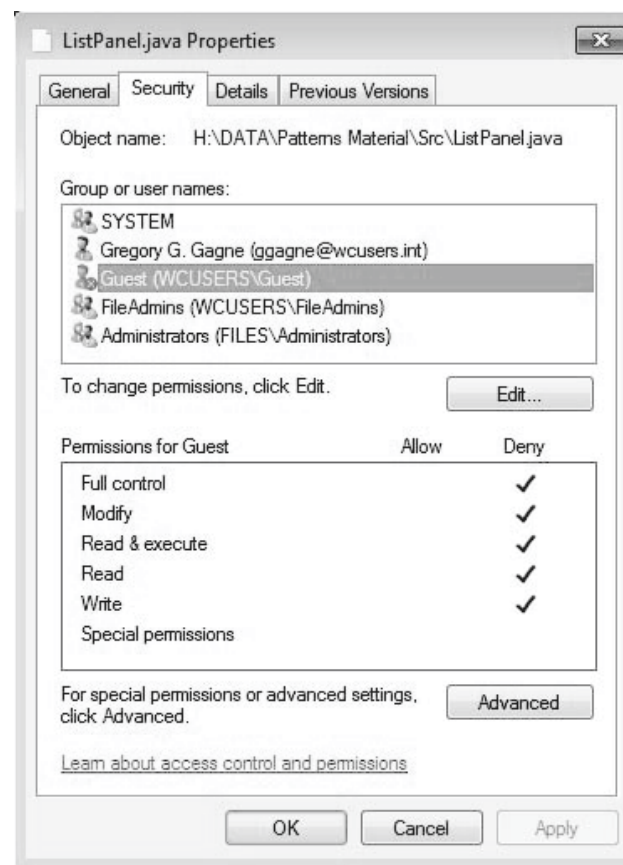 ListPanel.java Properties
General Security Details Previous Versions
Object name: H:\DATA\Patterns Material\Src\ListPanel.java
Group or user names:
SYSTEM
Gregory G. Gagne (ggagne@wcusers.int)
Guest (WCUSERS\Guest)
FileAdmins (WCUSERS\FileAdmins)
Administrators (FILES\Administrators)
To change permissions, click Edit.
Edit...
Permissions for Guest Allow Deny
Full control
Modify
Read & execute
Read
Write
Special permissions
For special permissions or advanced settings,
click Advanced.
Advanced
Learn about access control and permissions
OK Cancel Apply